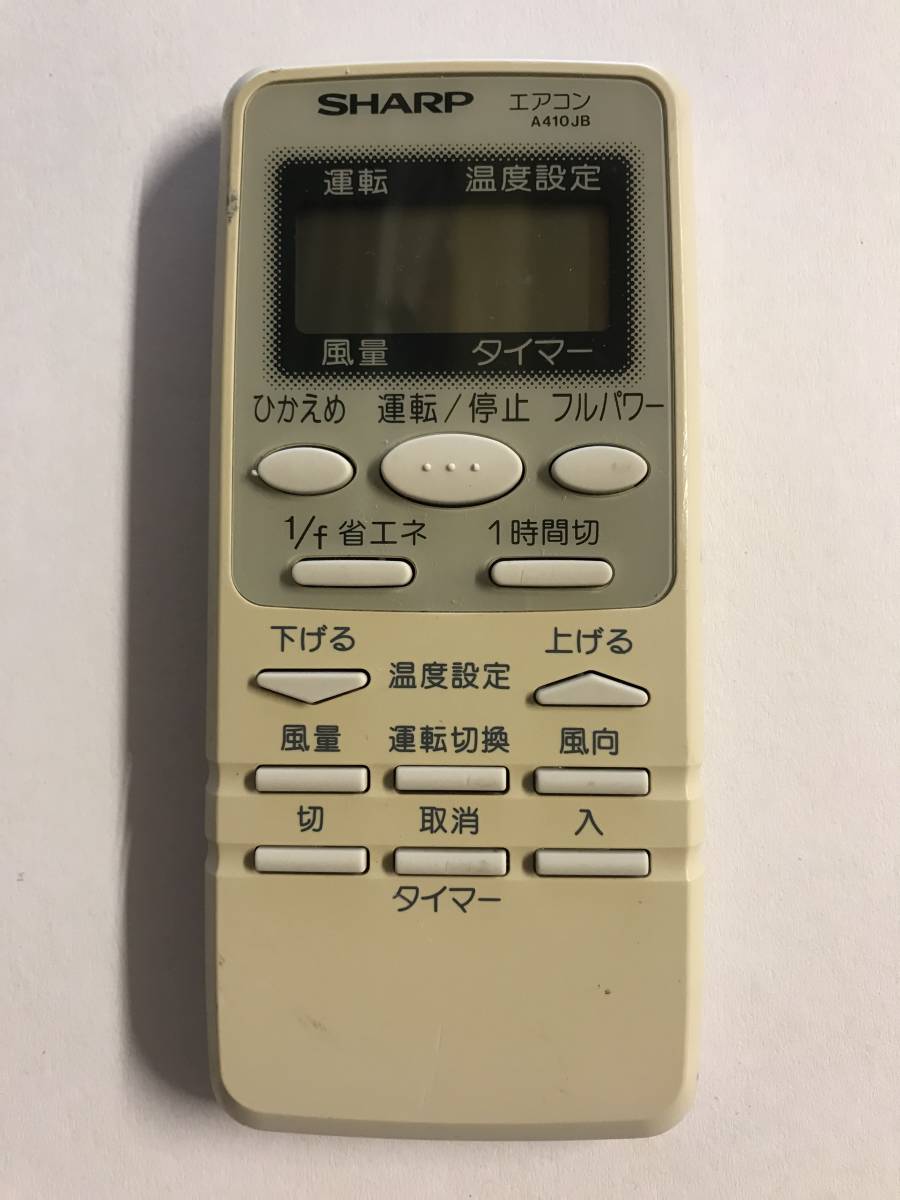 SHARP エアコン
A410JB
運転 温度設定
風量 タイマー
ひかえめ 運転/停止 フルパワー
1/f 省エネ 1時間切
下げる 上げる
温度設定
風量 運転切換 風向
切 取消 入
タイマー